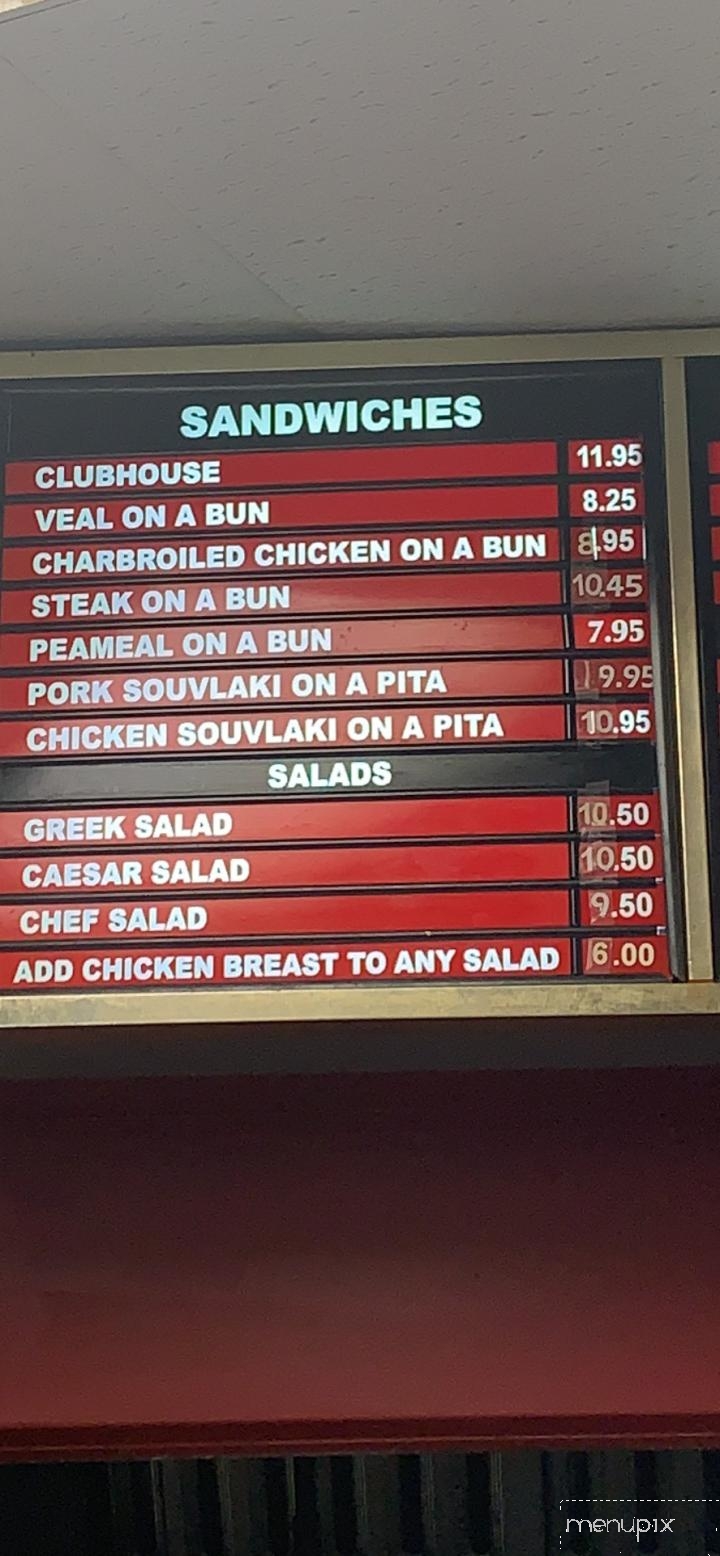 SANDWICHES
CLUBHOUSE 11.95
VEAL ON A BUN 8.25
CHARBROILED CHICKEN ON A BUN 8.95
STEAK ON A BUN 10.45
PEAMEAL ON A BUN 7.95
PORK SOUVLAKI ON A PITA 9.95
CHICKEN SOUVLAKI ON A PITA 10.95
SALADS
GREEK SALAD 10.50
CAESAR SALAD 10.50
CHEF SALAD 9.50
ADD CHICKEN BREAST TO ANY SALAD 6.00
menupix